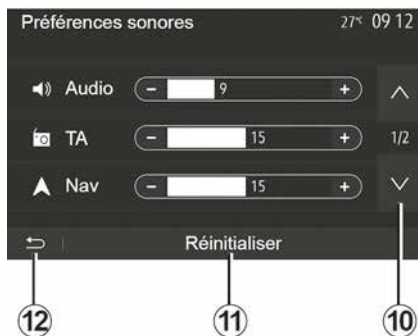 Préférences sonores 27°C 09 12
Audio - 9 +
TA - 15 + 1/2
Nav - 15 +
Réinitialiser
12 11 10